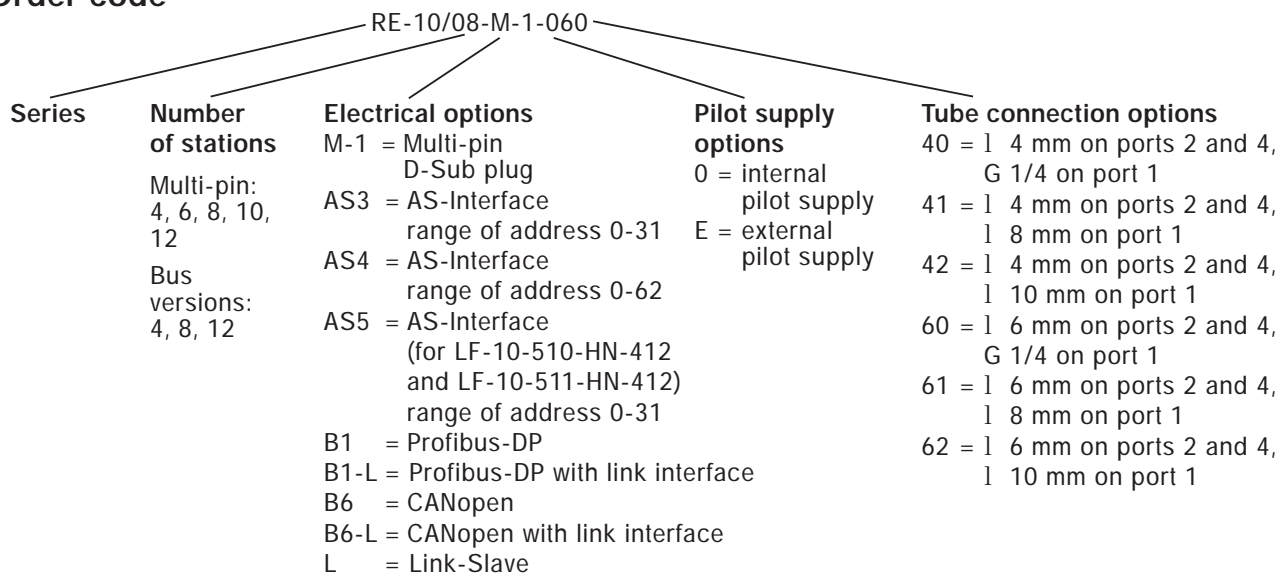 Order code
RE-10/08-M-1-060
Series
Number
of stations
Multi-pin:
4, 6, 8, 10,
12
Bus
versions:
4, 8, 12
Electrical options
M-1 = Multi-pin
D-Sub plug
AS3 = AS-Interface
range of address 0-31
AS4 = AS-Interface
range of address 0-62
AS5 = AS-Interface
(for LF-10-510-HN-412
and LF-10-511-HN-412)
range of address 0-31
B1 = Profibus-DP
B1-L = Profibus-DP with link interface
B6 = CANopen
B6-L = CANopen with link interface
L = Link-Slave
Pilot supply
options
0 = internal
pilot supply
E = external
pilot supply
Tube connection options
40 = l 4 mm on ports 2 and 4,
G 1/4 on port 1
41 = l 4 mm on ports 2 and 4,
l 8 mm on port 1
42 = l 4 mm on ports 2 and 4,
l 10 mm on port 1
60 = l 6 mm on ports 2 and 4,
G 1/4 on port 1
61 = l 6 mm on ports 2 and 4,
l 8 mm on port 1
62 = l 6 mm on ports 2 and 4,
l 10 mm on port 1